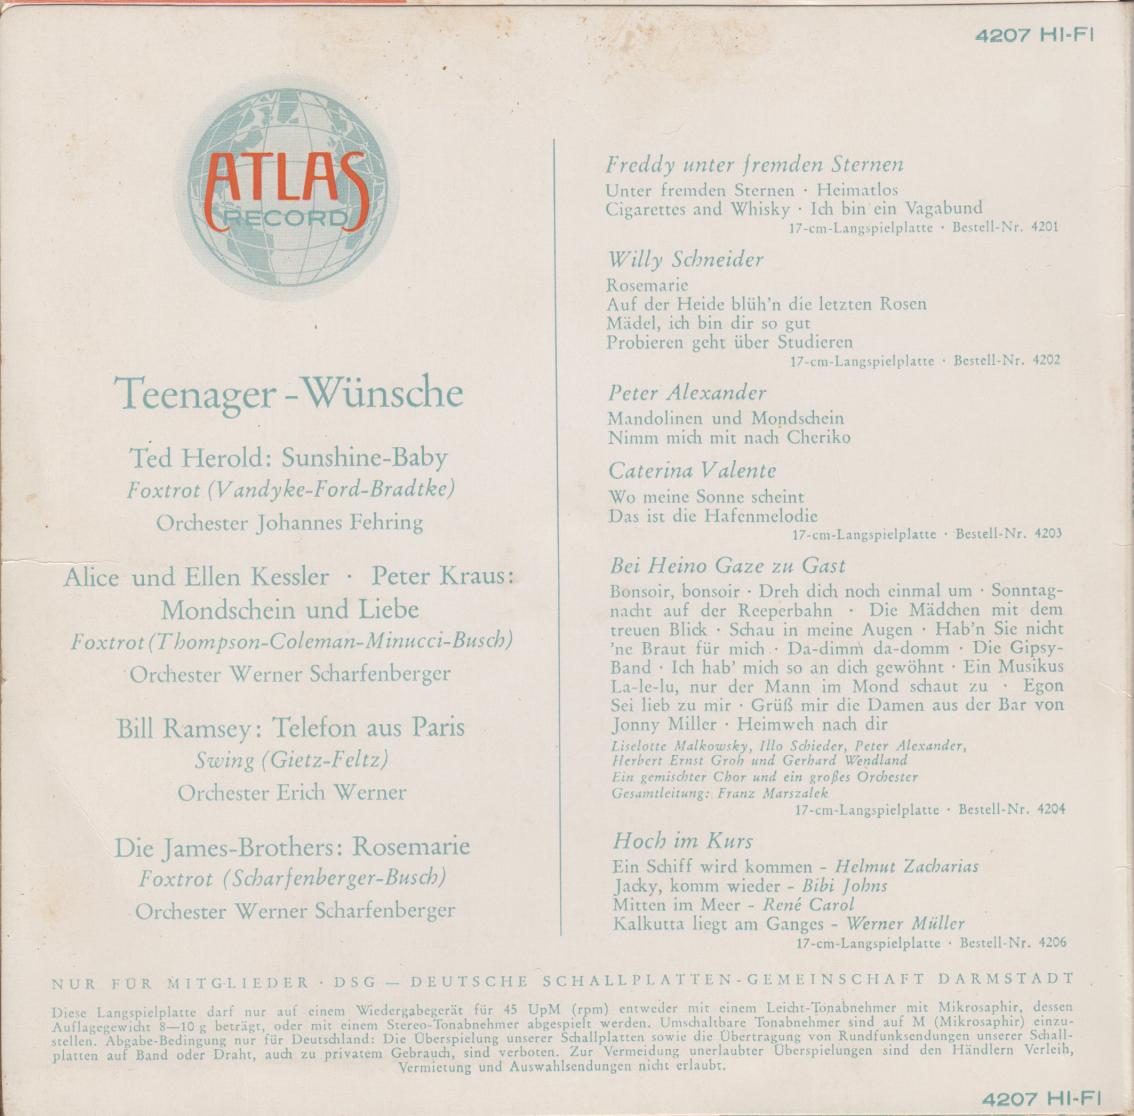 4207 HI-FI
ATLAS
RECORD
Teenager-Wünsche
Ted Herold: Sunshine-Baby
Foxtrot (Vandyke-Ford-Bradtke)
Orchester Johannes Fehring
Alice und Ellen Kessler · Peter Kraus:
Mondschein und Liebe
Foxtrot (Thompson-Coleman-Minucci-Busch)
Orchester Werner Scharfenberger
Bill Ramsey: Telefon aus Paris
Swing (Gietz-Feltz)
Orchester Erich Werner
Die James-Brothers: Rosemarie
Foxtrot (Scharfenberger-Busch)
Orchester Werner Scharfenberger
Freddy unter fremden Sternen
Unter fremden Sternen · Heimatlos
Cigarettes and Whisky · Ich bin ein Vagabund
17-cm-Langspielplatte · Bestell-Nr. 4201
Willy Schneider
Rosemarie
Auf der Heide blüh'n die letzten Rosen
Mädel, ich bin dir so gut
Probieren geht über Studieren
17-cm-Langspielplatte · Bestell-Nr. 4202
Peter Alexander
Mandolinen und Mondschein
Nimm mich mit nach Cheriko
Caterina Valente
Wo meine Sonne scheint
Das ist die Hafenmelodie
17-cm-Langspielplatte · Bestell-Nr. 4203
Bei Heino Gaze zu Gast
Bonsoir, bonsoir · Dreh dich noch einmal um · Sonntag-
nacht auf der Reeperbahn · Die Mädchen mit dem
treuen Blick · Schau in meine Augen · Hab'n Sie nicht
'ne Braut für mich · Da-dimm da-domm · Die Gipsy-
Band · Ich hab' mich so an dich gewöhnt · Ein Musikus
La-le-lu, nur der Mann im Mond schaut zu · Egon
Sei lieb zu mir · Grüß mir die Damen aus der Bar von
Jonny Miller · Heimweh nach dir
Liselotte Malkowsky, Illo Schieder, Peter Alexander,
Herbert Ernst Groh und Gerhard Wendland
Ein gemischter Chor und ein großes Orchester
Gesamtleitung: Franz Marszalek
17-cm-Langspielplatte · Bestell-Nr. 4204
Hoch im Kurs
Ein Schiff wird kommen – Helmut Zacharias
Jacky, komm wieder – Bibi Johns
Mitten im Meer – René Carol
Kalkutta liegt am Ganges – Werner Müller
17-cm-Langspielplatte · Bestell-Nr. 4206
NUR FÜR MITGLIEDER · DSG — DEUTSCHE SCHALLPLATTEN-GEMEINSCHAFT DARMSTADT
Diese Langspielplatte darf nur auf einem Wiedergabegerät für 45 UpM (rpm) entweder mit einem Leicht-Tonabnehmer mit Mikrosaphir, dessen
Auflagegewicht 8—10 g beträgt, oder mit einem Stereo-Tonabnehmer abgespielt werden. Umschaltbare Tonabnehmer sind auf M (Mikrosaphir) einzu-
stellen. Abgabe-Bedingung nur für Deutschland: Die Überspielung unserer Schallplatten sowie die Übertragung von Rundfunksendungen unserer Schall-
platten auf Band oder Draht, auch zu privatem Gebrauch, sind verboten. Zur Vermeidung unerlaubter Überspielungen sind den Händlern Verleih,
Vermietung und Auswahlsendungen nicht erlaubt.
4207 HI-FI